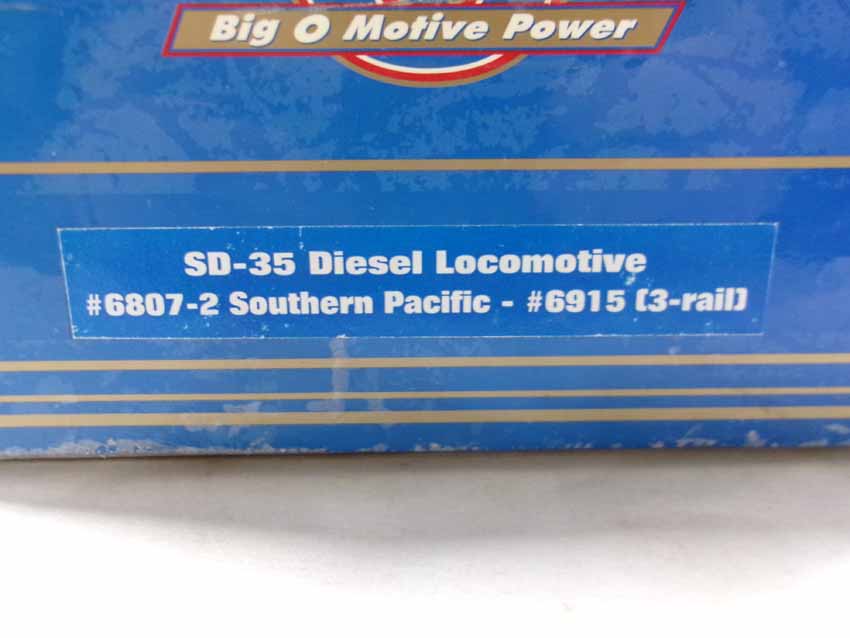 Big O Motive Power
SD-35 Diesel Locomotive
#6807-2 Southern Pacific - #6915 (3-rail)